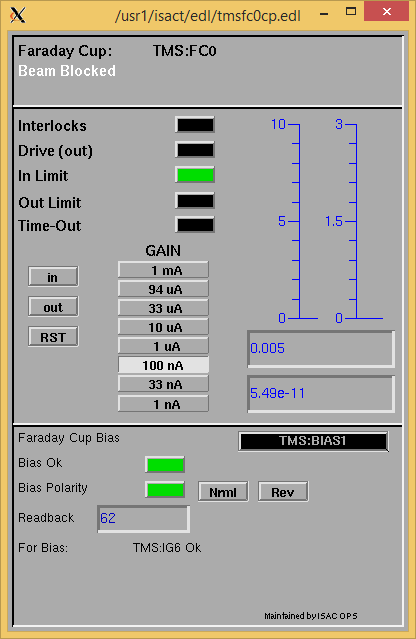 /usr1/isact/edl/tmsfc0cp.edl
Faraday Cup: TMS:FC0
Beam Blocked
Interlocks
Drive (out)
In Limit
Out Limit
Time-Out
10 3
5 1.5
0 0
GAIN
1 mA
94 uA
33 uA
10 uA
1 uA
100 nA
33 nA
1 nA
in
out
RST
0.005
5.49e-11
Faraday Cup Bias TMS:BIAS1
Bias Ok
Bias Polarity Nrml Rev
Readback 62
For Bias: TMS:IG6 Ok
Maintained by ISAC OPS